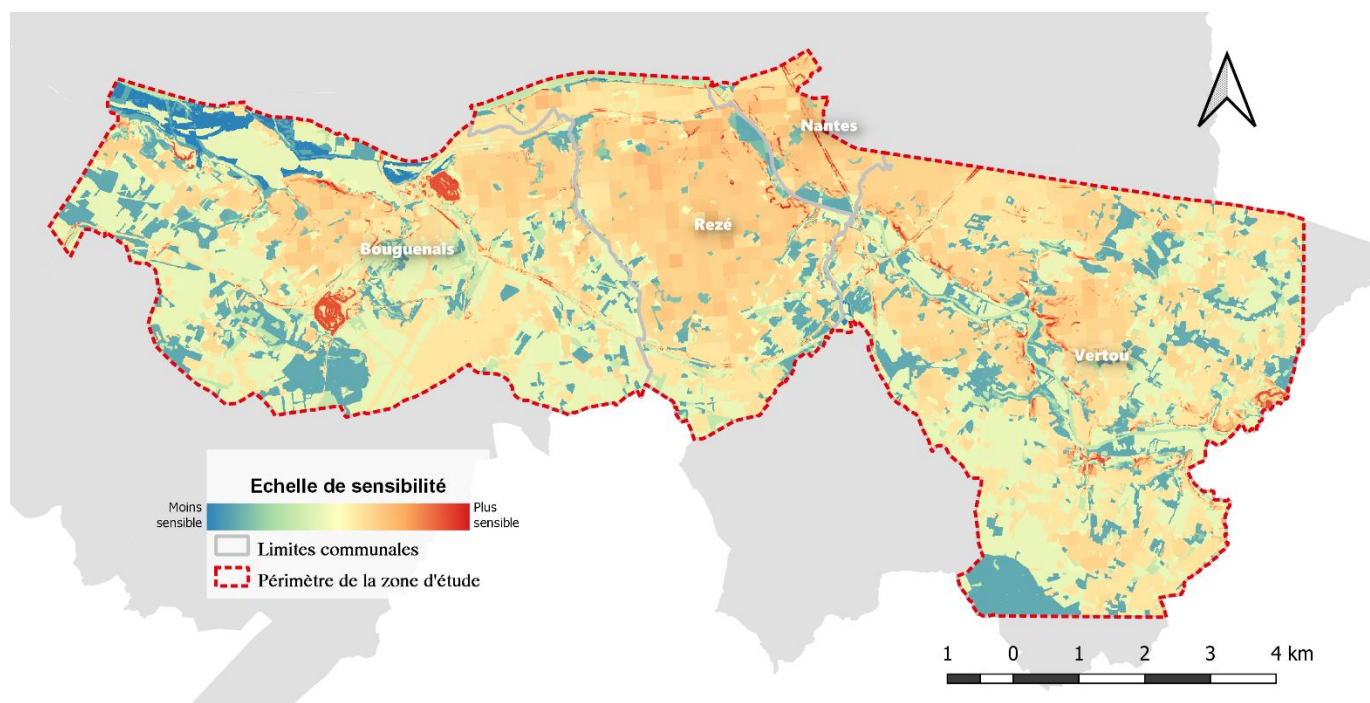 Nantes
Rezé
Bouguenais
Vertou
Echelle de sensibilité
Moins
sensible
Plus
sensible
Limites communales
Périmètre de la zone d'étude
1 0 1 2 3 4 km